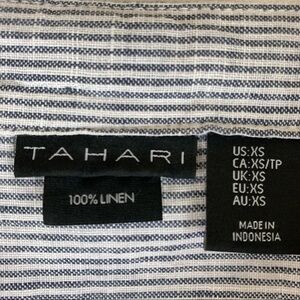 TAHARI
100% LINEN
US:XS
CA:XS/TP
UK:XS
EU:XS
AU:XS
MADE IN
INDONESIA